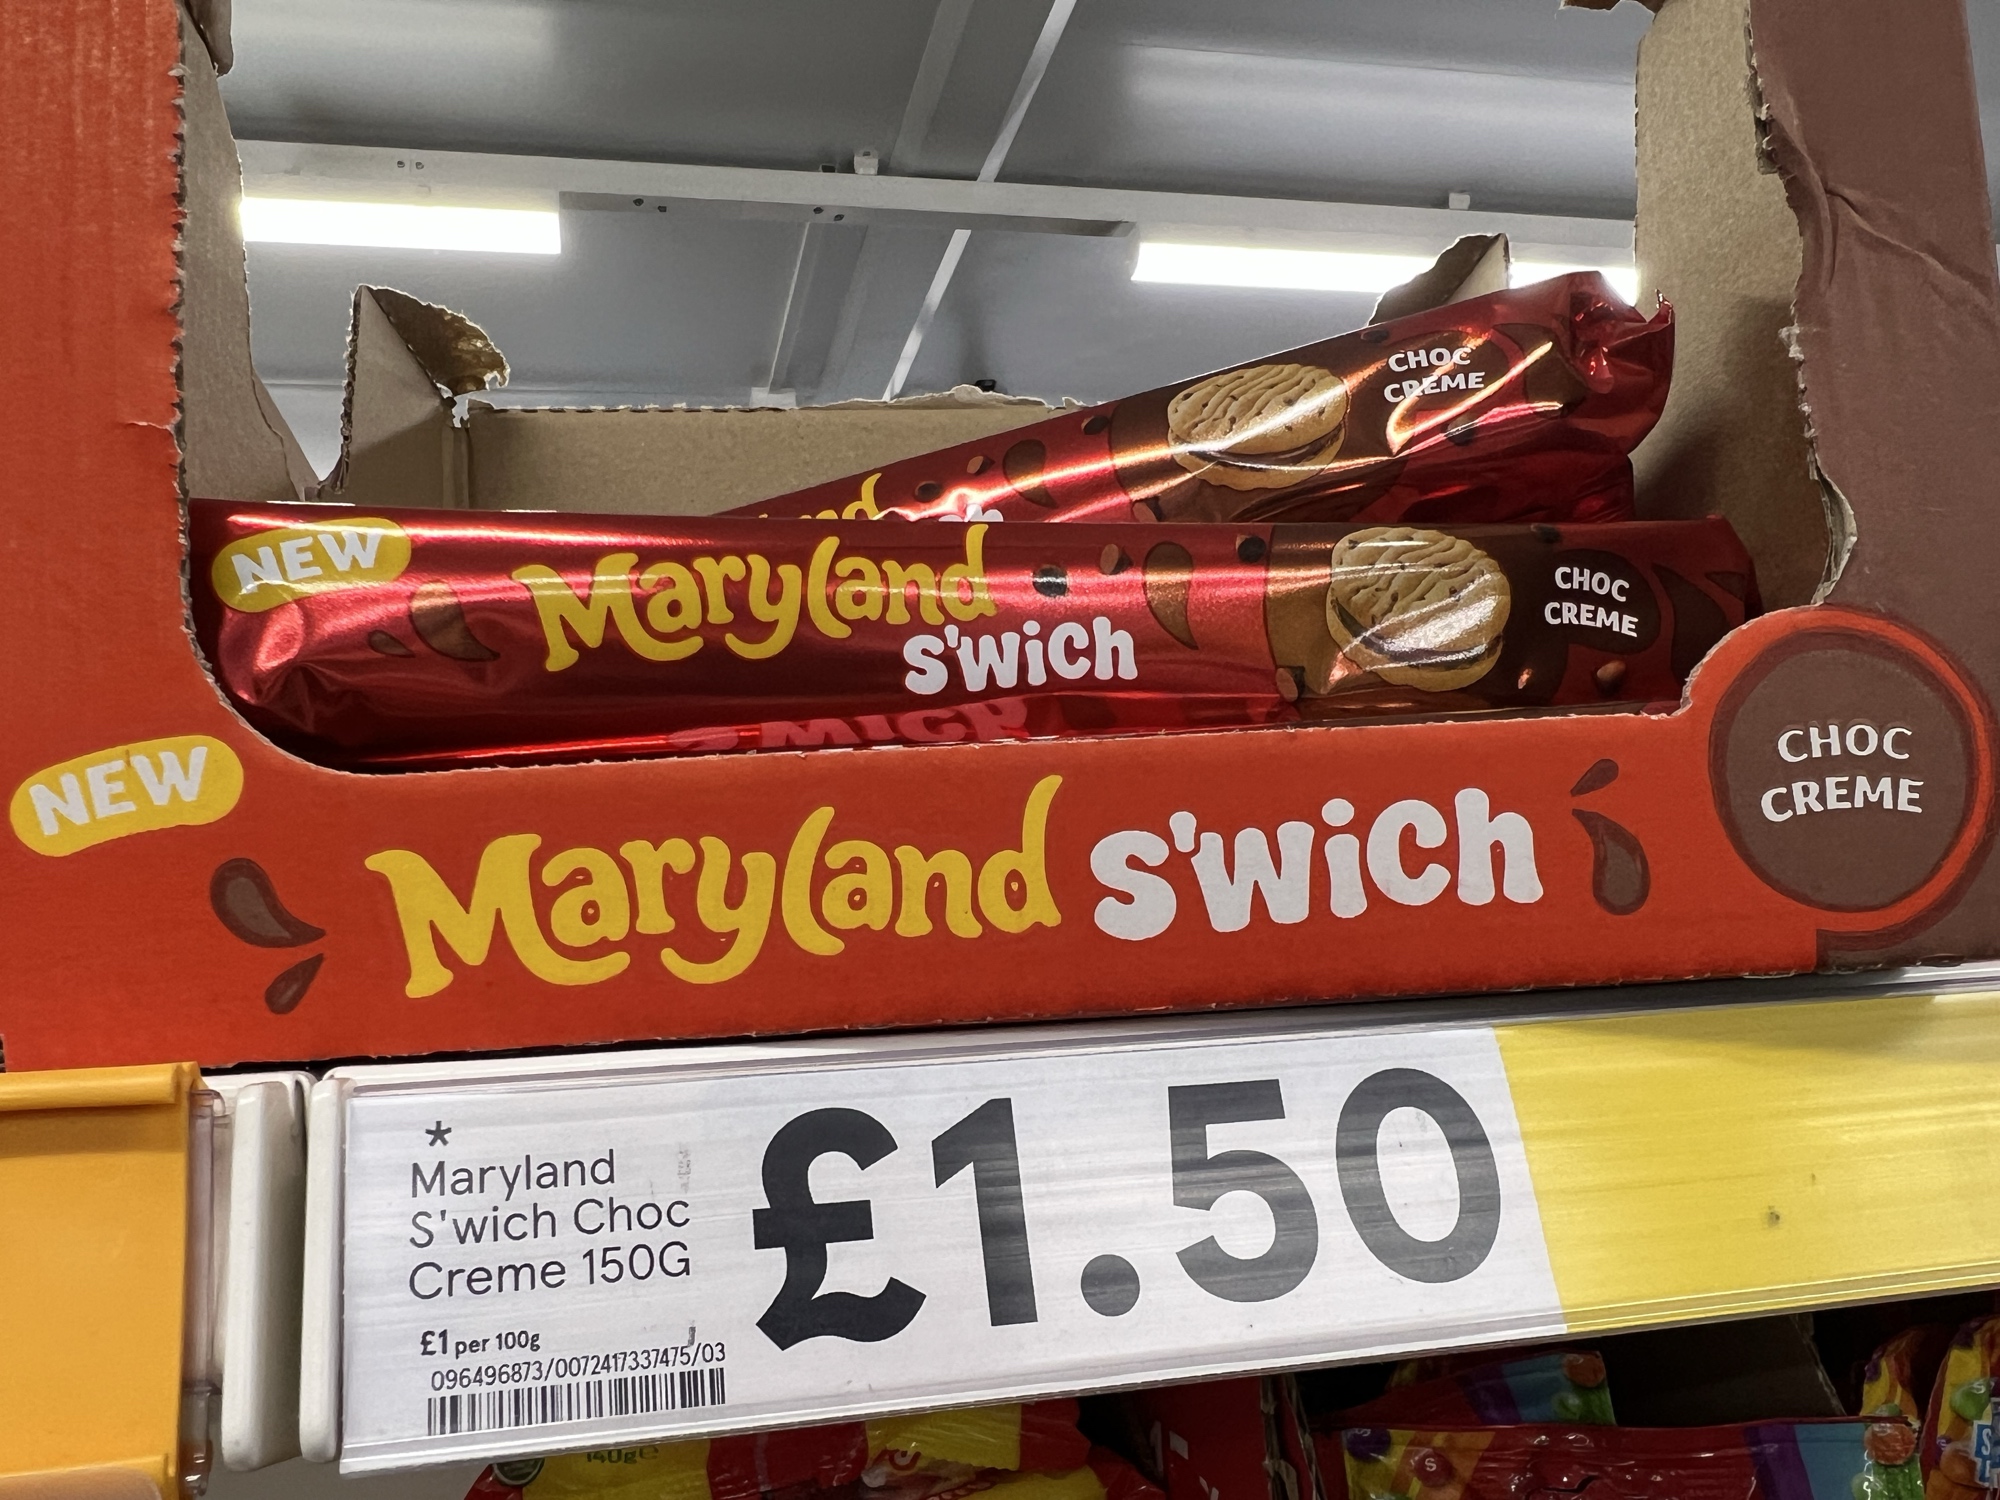 CHOC
CREME
NEW
Maryland
S'wich
CHOC
CREME
NEW
Maryland S'wich
CHOC
CREME
*
Maryland
S'wich Choc
Creme 150G
£1 per 100g
096496873/0072417337475/03
£1.50
140g